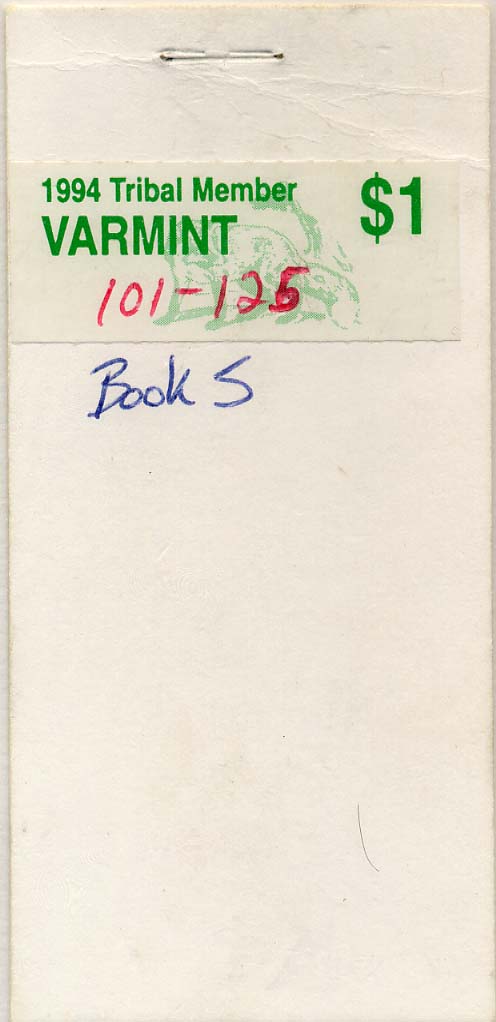 1994 Tribal Member $1
VARMINT
101-125
Book 5